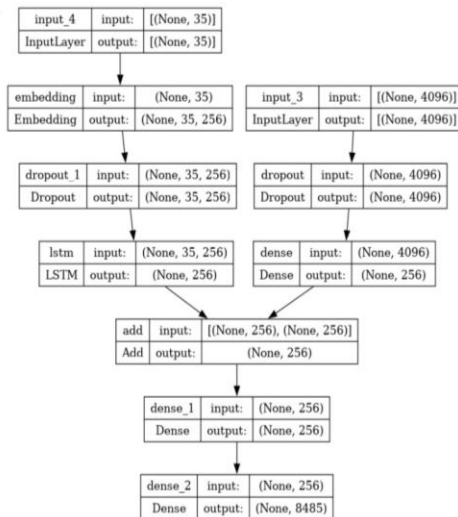 input_4 input: [(None, 35)]
InputLayer output: [(None, 35)]
embedding input: (None, 35)
Embedding output: (None, 35, 256)
input_3 input: [(None, 4096)]
InputLayer output: [(None, 4096)]
dropout_1 input: (None, 35, 256)
Dropout output: (None, 35, 256)
dropout input: (None, 4096)
Dropout output: (None, 4096)
lstm input: (None, 35, 256)
LSTM output: (None, 256)
dense input: (None, 4096)
Dense output: (None, 256)
add input: [(None, 256), (None, 256)]
Add output: (None, 256)
dense_1 input: (None, 256)
Dense output: (None, 256)
dense_2 input: (None, 256)
Dense output: (None, 8485)